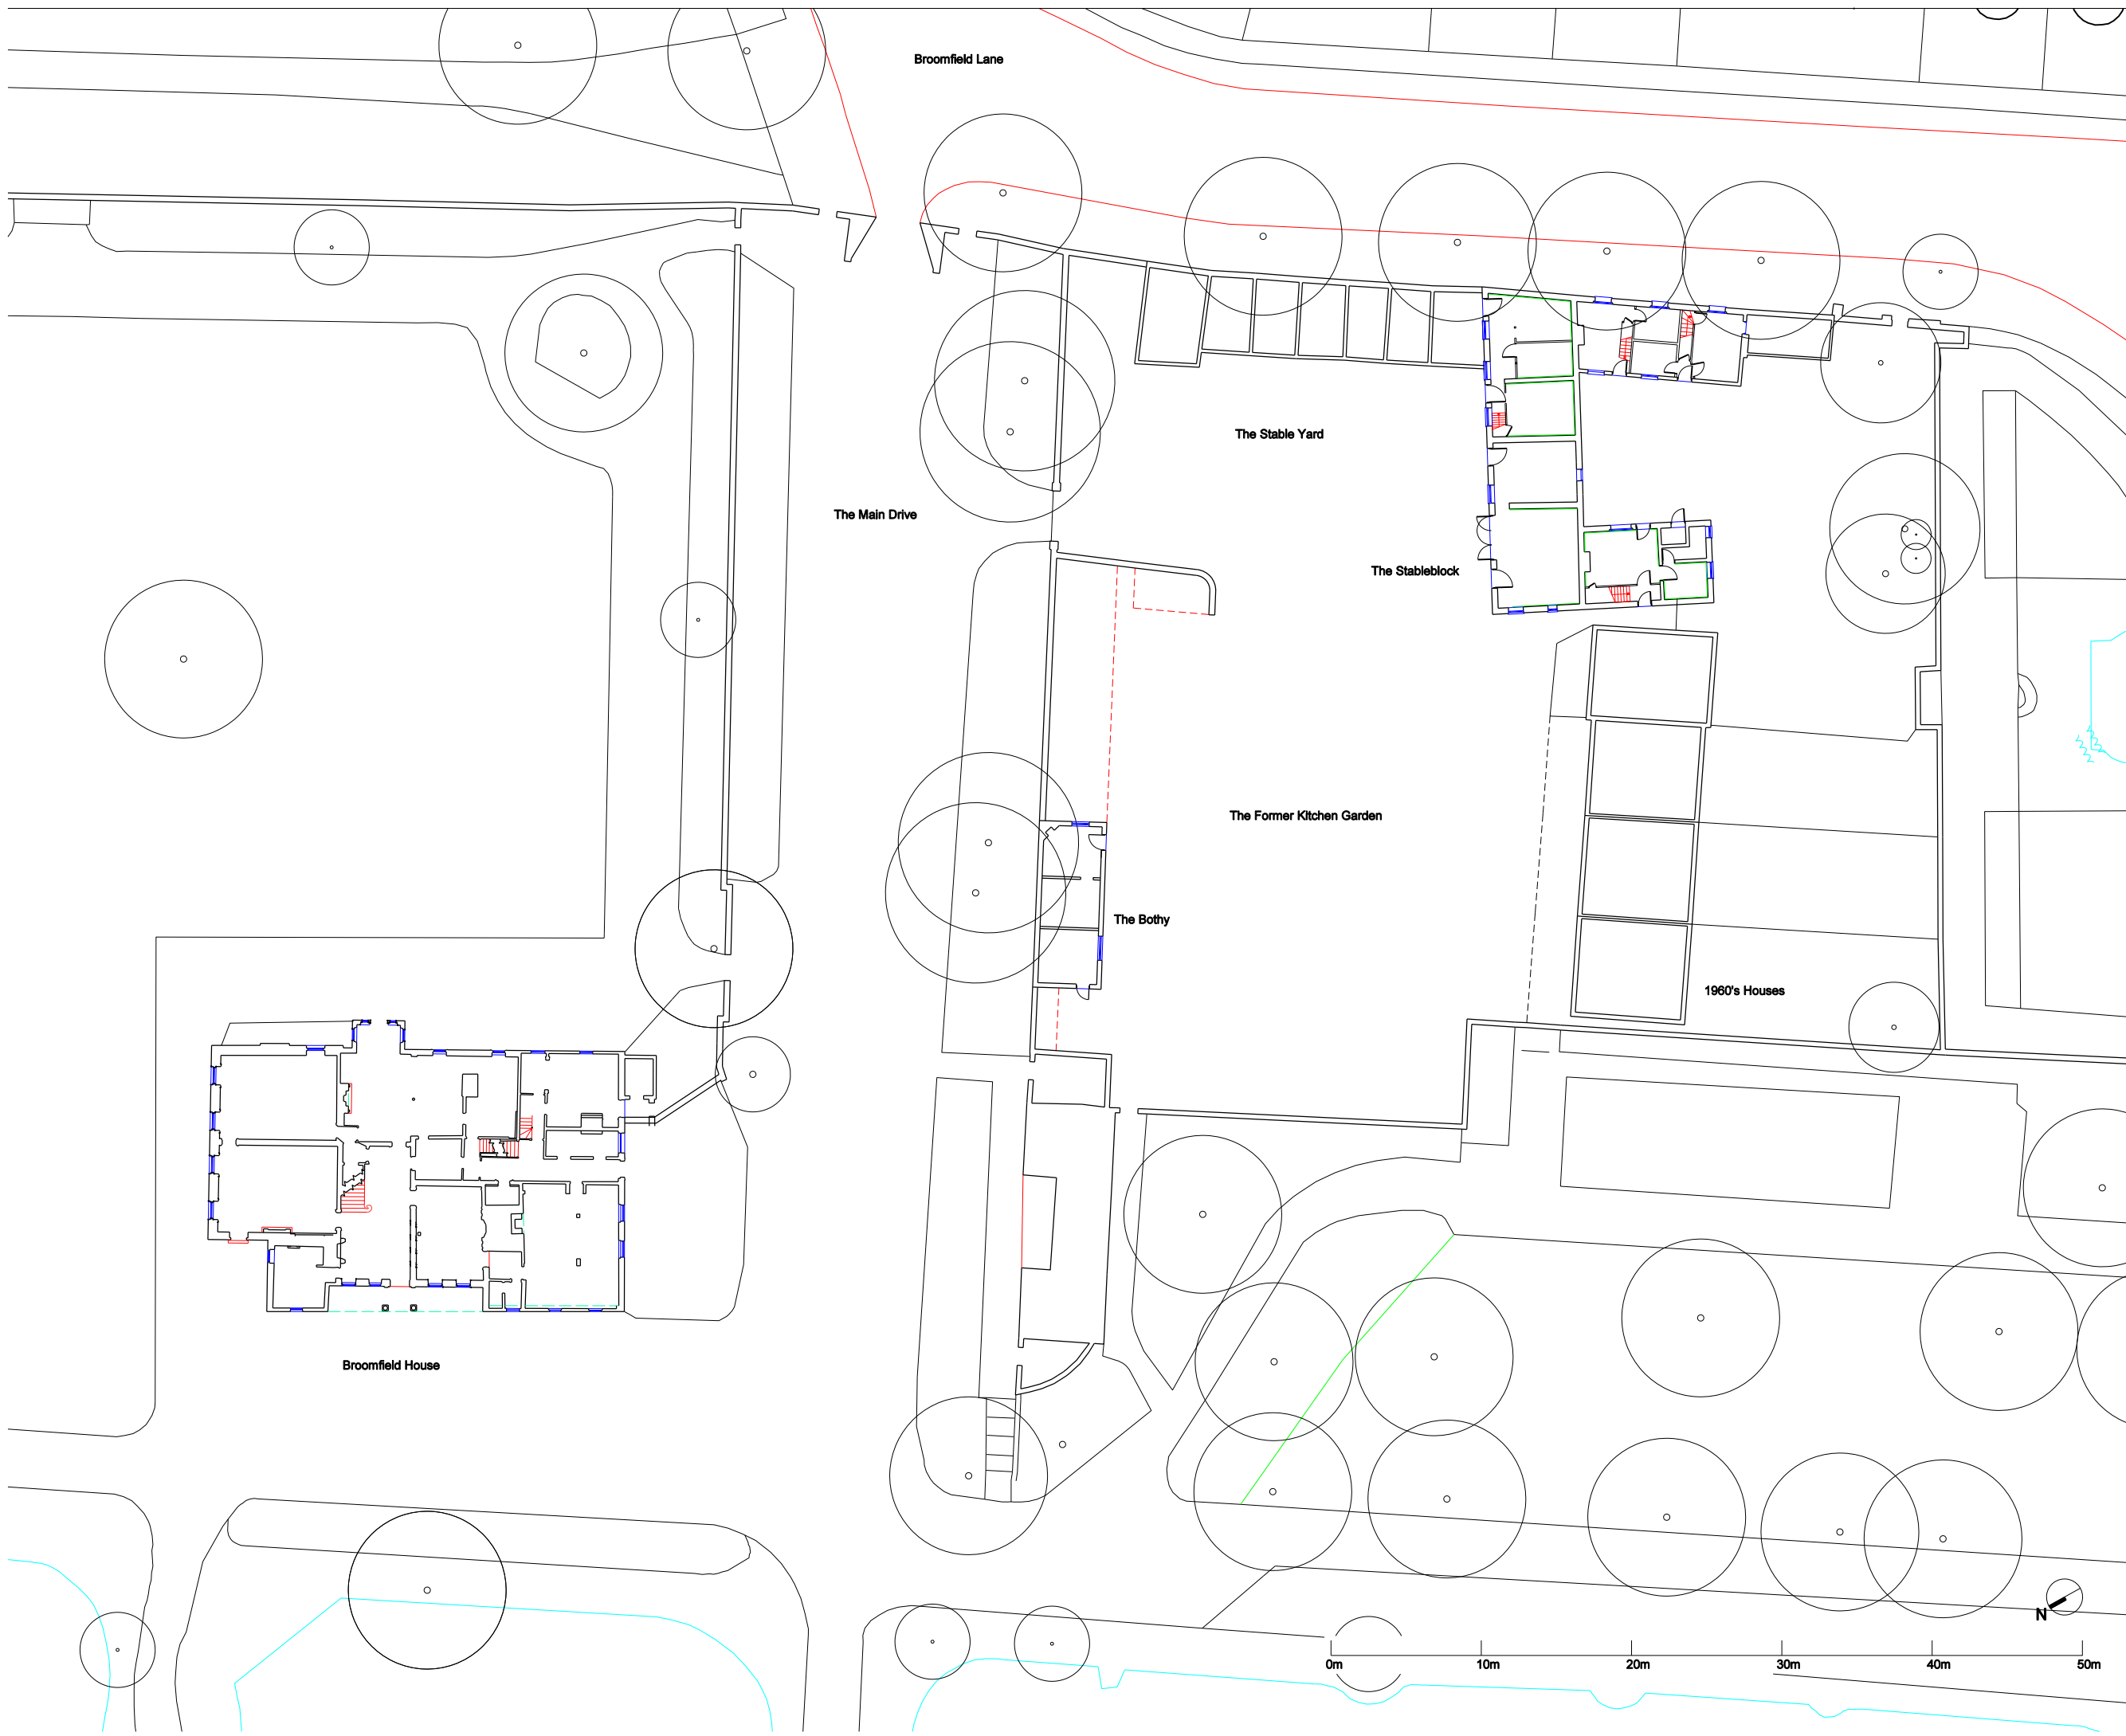 Broomfield Lane
The Stable Yard
The Main Drive
The Stableblock
The Former Kitchen Garden
The Bothy
1960's Houses
Broomfield House
N
0m 10m 20m 30m 40m 50m